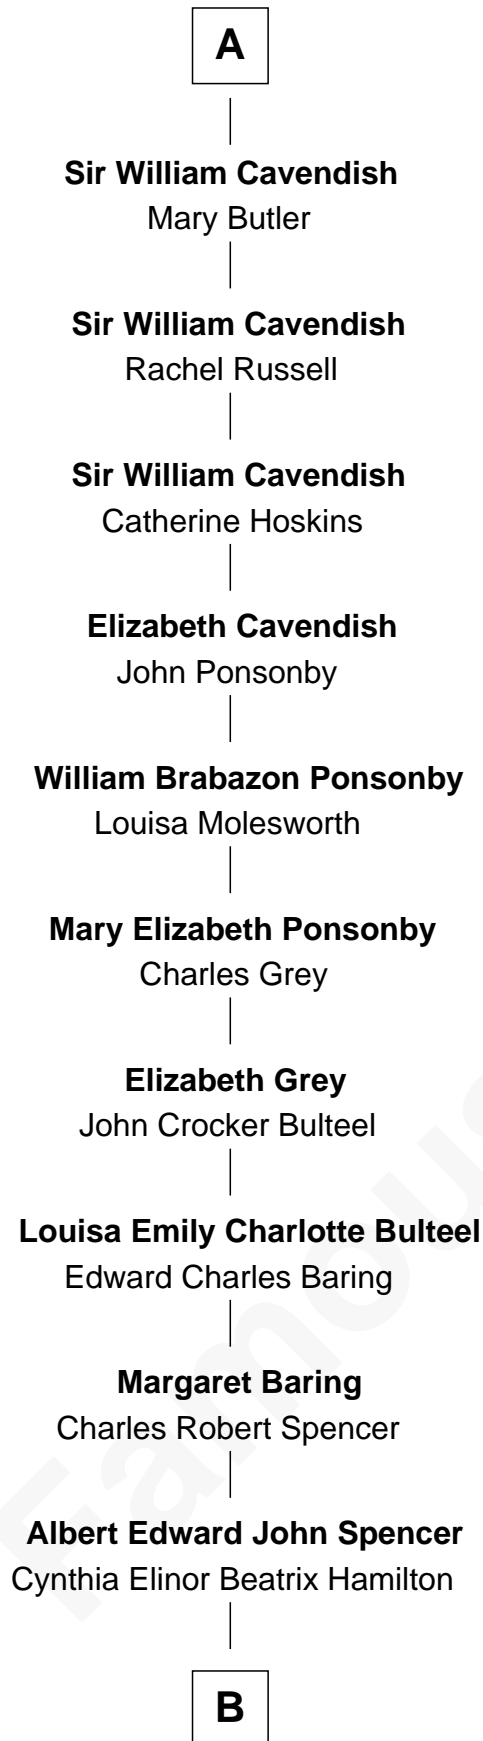 A
Sir William Cavendish
Mary Butler
Sir William Cavendish
Rachel Russell
Sir William Cavendish
Catherine Hoskins
Elizabeth Cavendish
John Ponsonby
William Brabazon Ponsonby
Louisa Molesworth
Mary Elizabeth Ponsonby
Charles Grey
Elizabeth Grey
John Crocker Bulteel
Louisa Emily Charlotte Bulteel
Edward Charles Baring
Margaret Baring
Charles Robert Spencer
Albert Edward John Spencer
Cynthia Elinor Beatrix Hamilton
B
Famous